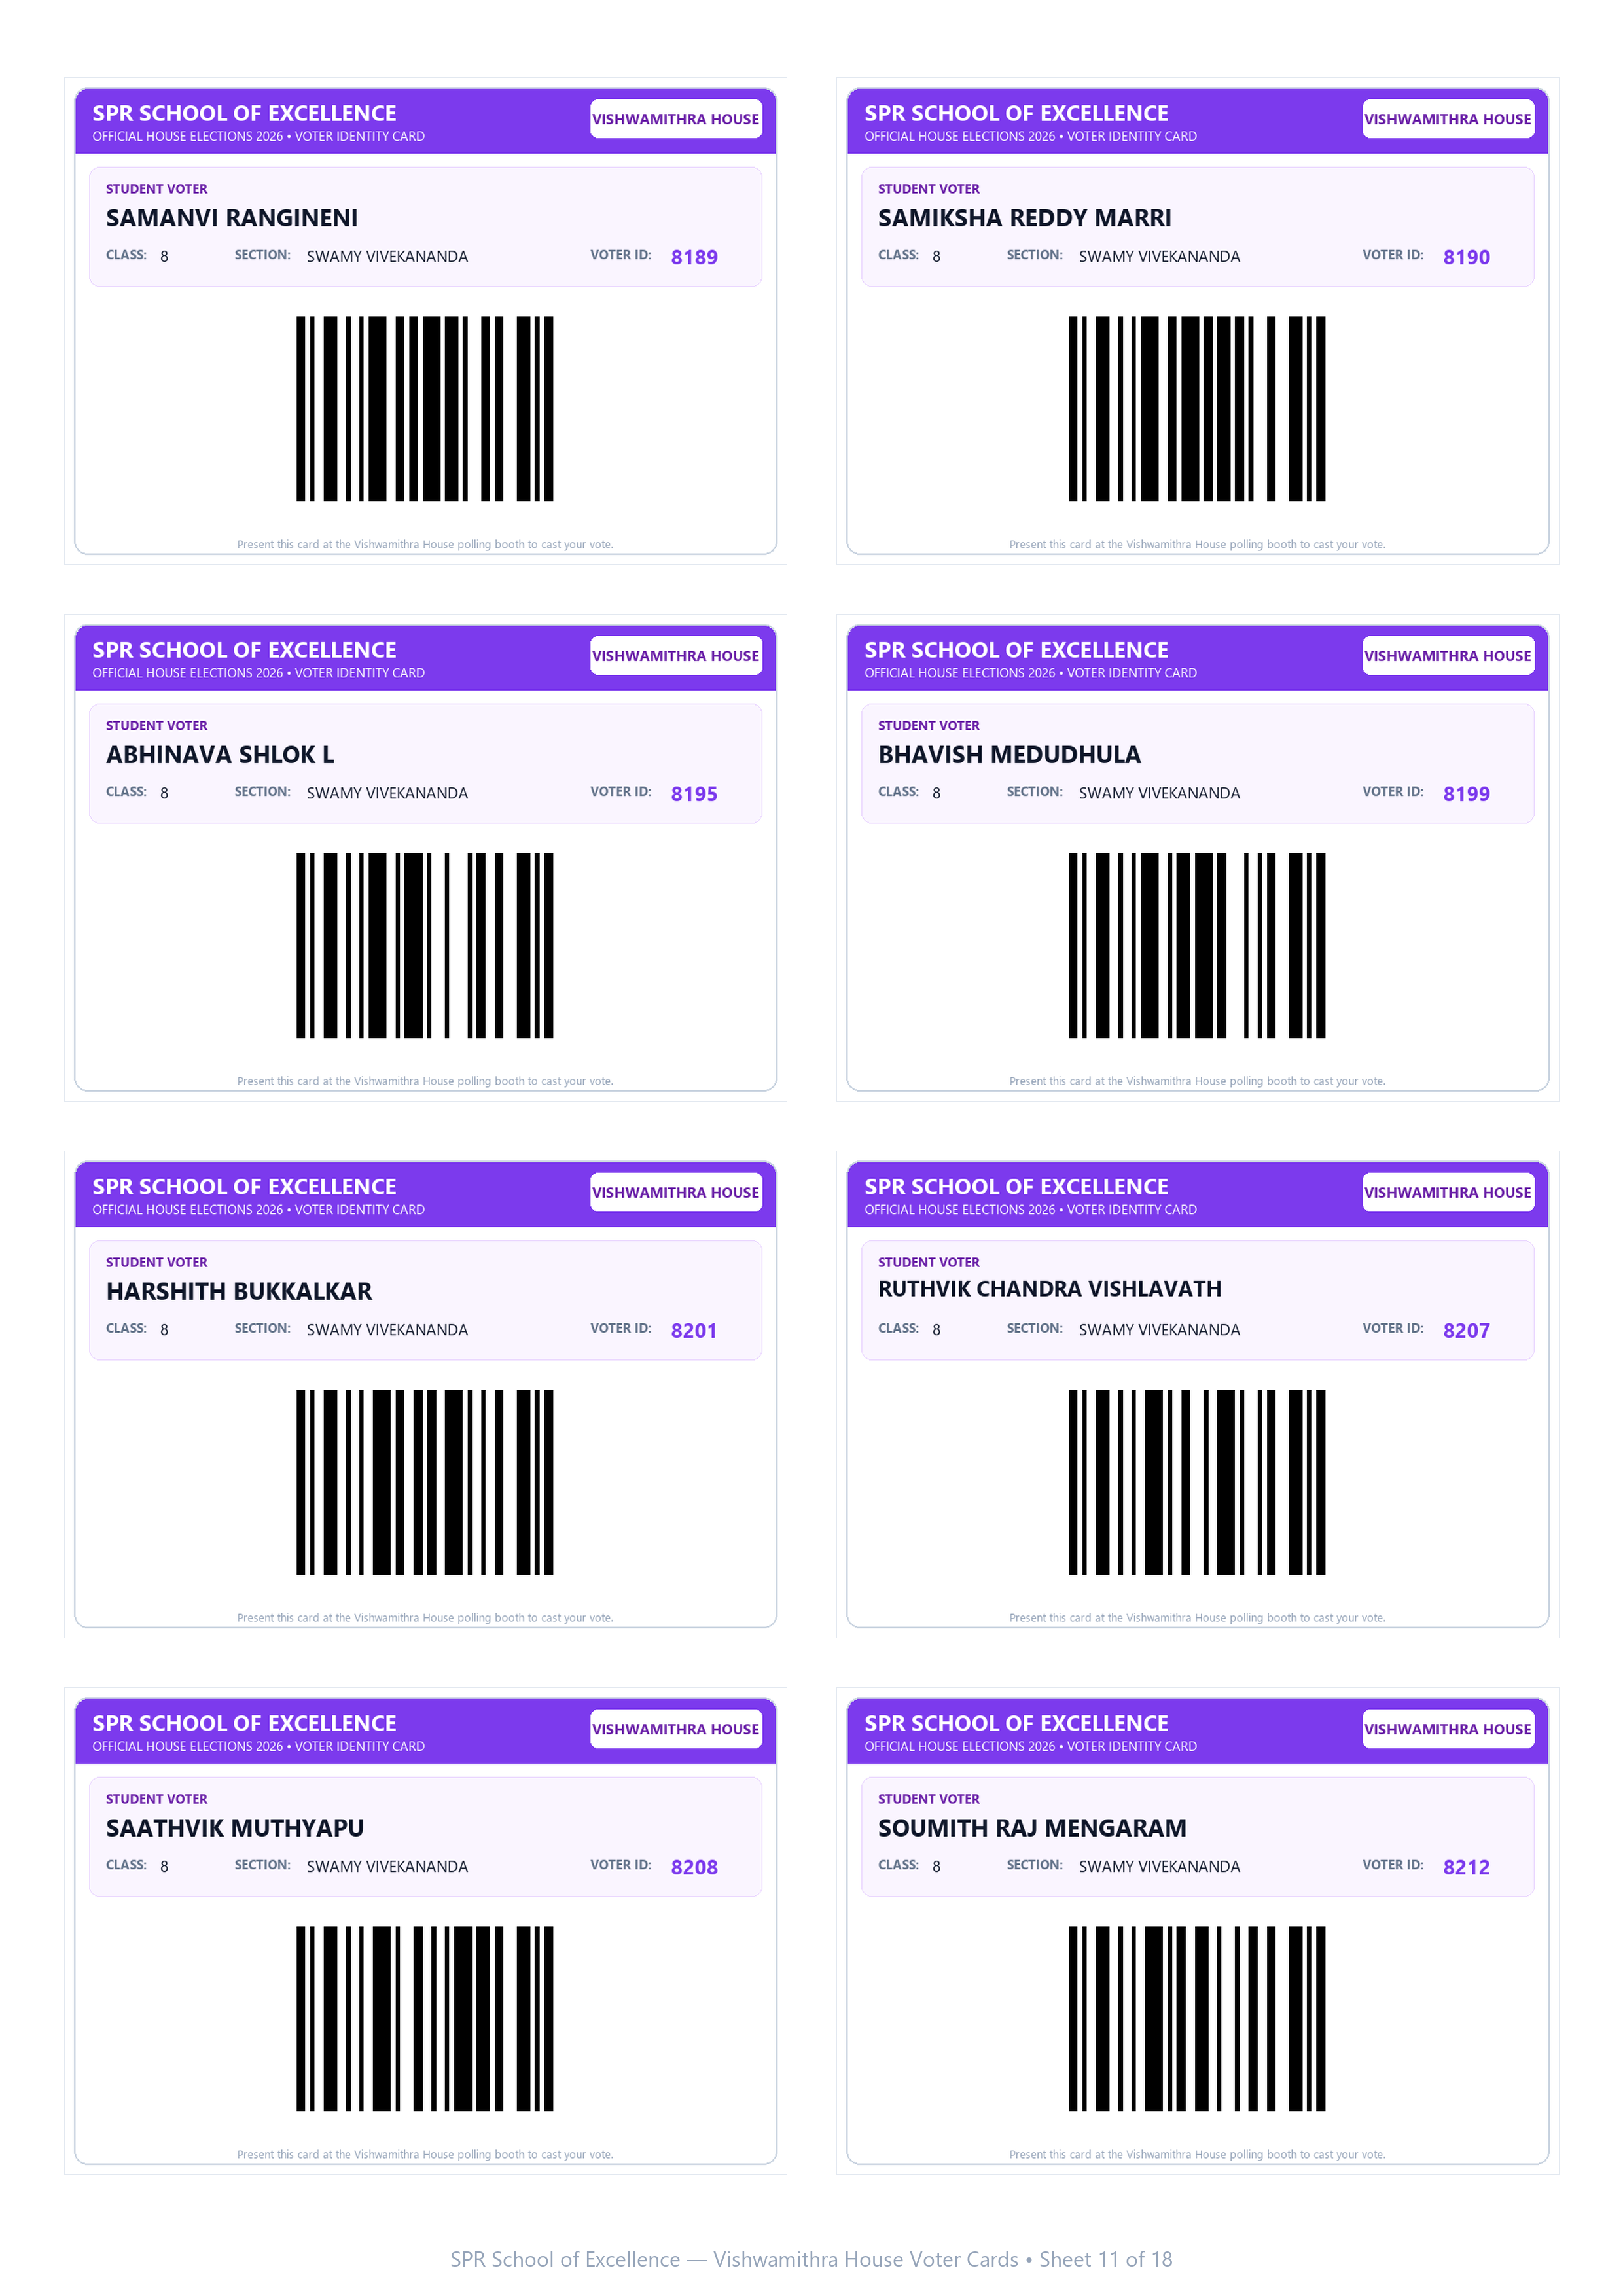 SPR SCHOOL OF EXCELLENCE
OFFICIAL HOUSE ELECTIONS 2026 • VOTER IDENTITY CARD
VISHWAMITHRA HOUSE
STUDENT VOTER
SAMANVI RANGINENI
CLASS: 8 SECTION: SWAMY VIVEKANANDA VOTER ID: 8189
Present this card at the Vishwamithra House polling booth to cast your vote.
SPR SCHOOL OF EXCELLENCE
OFFICIAL HOUSE ELECTIONS 2026 • VOTER IDENTITY CARD
VISHWAMITHRA HOUSE
STUDENT VOTER
SAMIKSHA REDDY MARRI
CLASS: 8 SECTION: SWAMY VIVEKANANDA VOTER ID: 8190
Present this card at the Vishwamithra House polling booth to cast your vote.
SPR SCHOOL OF EXCELLENCE
OFFICIAL HOUSE ELECTIONS 2026 • VOTER IDENTITY CARD
VISHWAMITHRA HOUSE
STUDENT VOTER
ABHINAVA SHLOK L
CLASS: 8 SECTION: SWAMY VIVEKANANDA VOTER ID: 8195
Present this card at the Vishwamithra House polling booth to cast your vote.
SPR SCHOOL OF EXCELLENCE
OFFICIAL HOUSE ELECTIONS 2026 • VOTER IDENTITY CARD
VISHWAMITHRA HOUSE
STUDENT VOTER
BHAVISH MEDUDHULA
CLASS: 8 SECTION: SWAMY VIVEKANANDA VOTER ID: 8199
Present this card at the Vishwamithra House polling booth to cast your vote.
SPR SCHOOL OF EXCELLENCE
OFFICIAL HOUSE ELECTIONS 2026 • VOTER IDENTITY CARD
VISHWAMITHRA HOUSE
STUDENT VOTER
HARSHITH BUKKALKAR
CLASS: 8 SECTION: SWAMY VIVEKANANDA VOTER ID: 8201
Present this card at the Vishwamithra House polling booth to cast your vote.
SPR SCHOOL OF EXCELLENCE
OFFICIAL HOUSE ELECTIONS 2026 • VOTER IDENTITY CARD
VISHWAMITHRA HOUSE
STUDENT VOTER
RUTHVIK CHANDRA VISHLAVATH
CLASS: 8 SECTION: SWAMY VIVEKANANDA VOTER ID: 8207
Present this card at the Vishwamithra House polling booth to cast your vote.
SPR SCHOOL OF EXCELLENCE
OFFICIAL HOUSE ELECTIONS 2026 • VOTER IDENTITY CARD
VISHWAMITHRA HOUSE
STUDENT VOTER
SAATHVIK MUTHYAPU
CLASS: 8 SECTION: SWAMY VIVEKANANDA VOTER ID: 8208
Present this card at the Vishwamithra House polling booth to cast your vote.
SPR SCHOOL OF EXCELLENCE
OFFICIAL HOUSE ELECTIONS 2026 • VOTER IDENTITY CARD
VISHWAMITHRA HOUSE
STUDENT VOTER
SOUMITH RAJ MENGARAM
CLASS: 8 SECTION: SWAMY VIVEKANANDA VOTER ID: 8212
Present this card at the Vishwamithra House polling booth to cast your vote.
SPR School of Excellence — Vishwamithra House Voter Cards • Sheet 11 of 18